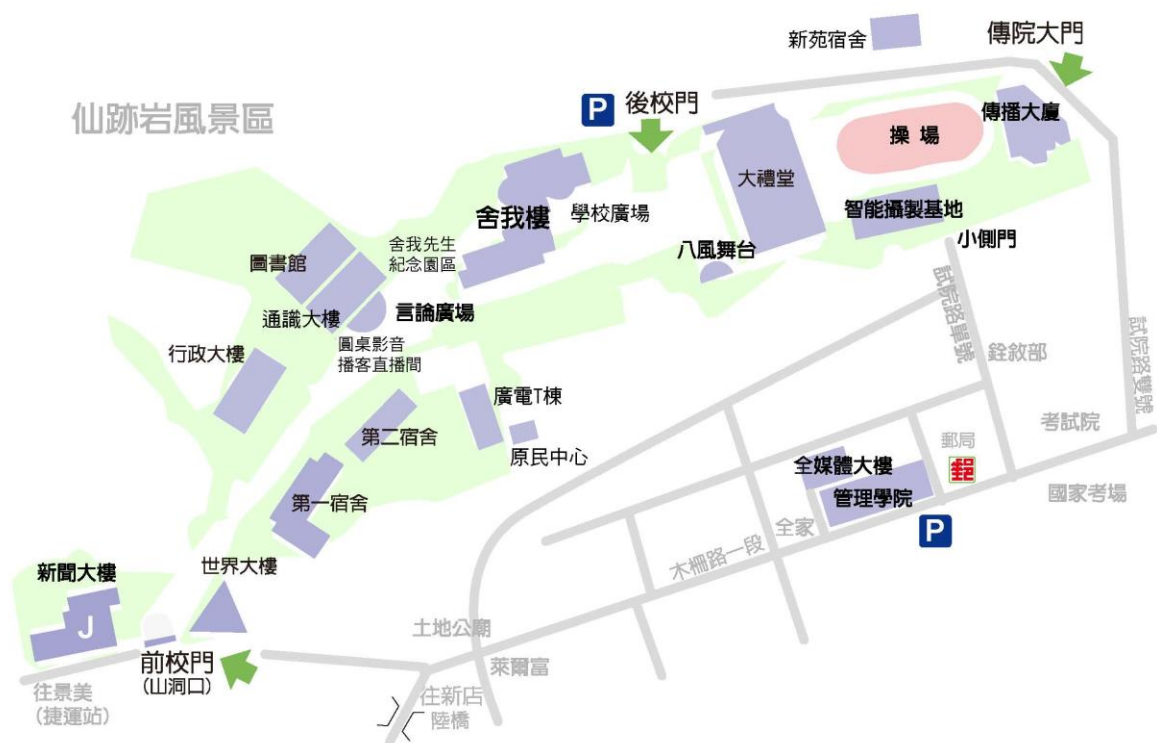 新苑宿舍
傳院大門
仙跡岩風景區
P
後校門
傳播大廈
操 場
大禮堂
舍我樓
學校廣場
智能攝製基地
小側門
舍我先生
紀念園區
八風舞台
圖書館
通識大樓
言論廣場
圓桌影音
播客直播間
行政大樓
試院路單號
試院路雙號
銓敘部
廣電T棟
第二宿舍
原民中心
考試院
郵局
郵
全媒體大樓
管理學院
國家考場
第一宿舍
全家
P
木柵路一段
世界大樓
新聞大樓
J
土地公廟
前校門
(山洞口)
萊爾富
往景美
(捷運站)
往新店
陸橋